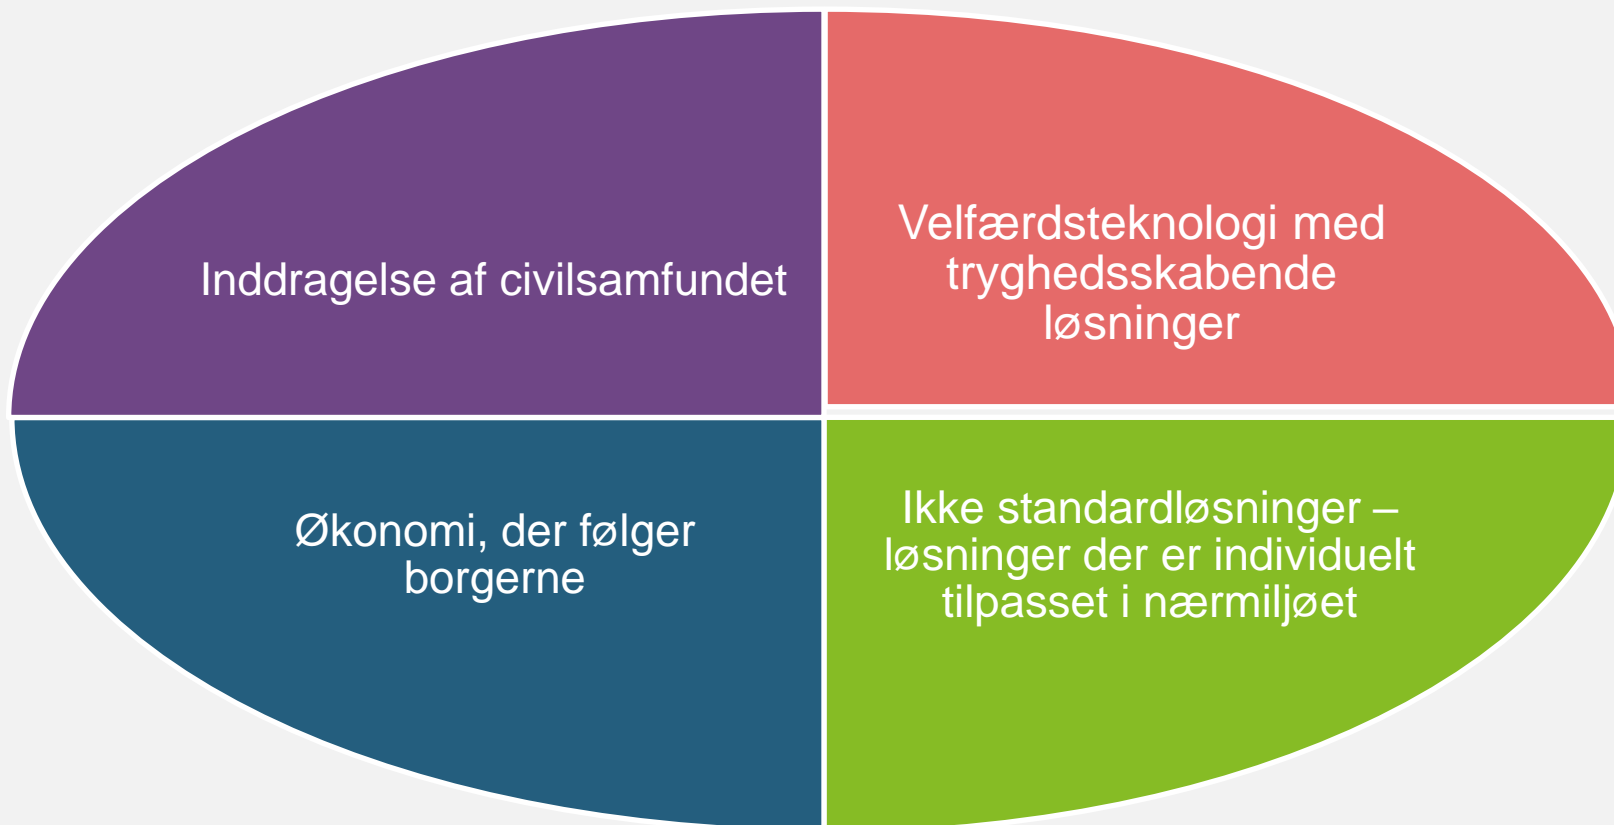 Inddragelse af civilsamfundet
Velfærdsteknologi med
tryghedsskabende
løsninger
Økonomi, der følger
borgerne
Ikke standardløsninger –
løsninger der er individuelt
tilpasset i nærmiljøet